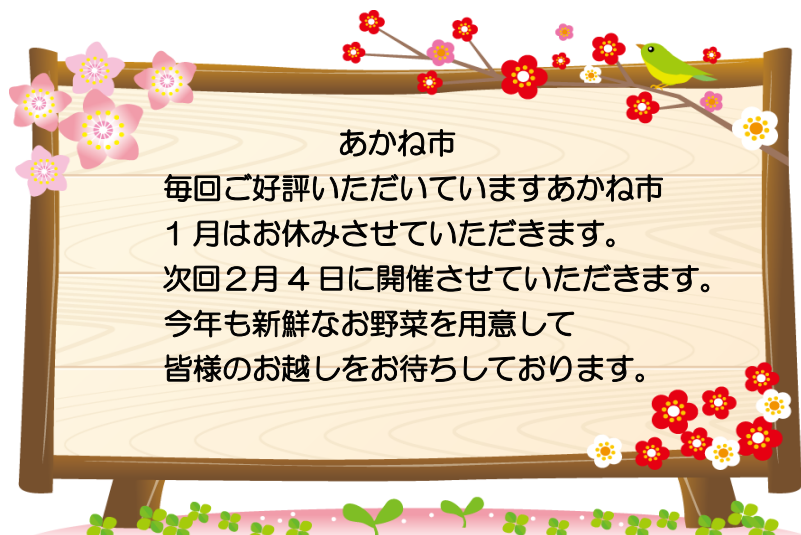 あかね市
毎回ご好評いただいていますあかね市
1月はお休みさせていただきます。
次回２月４日に開催させていただきます。
今年も新鮮なお野菜を用意して
皆様のお越しをお待ちしております。